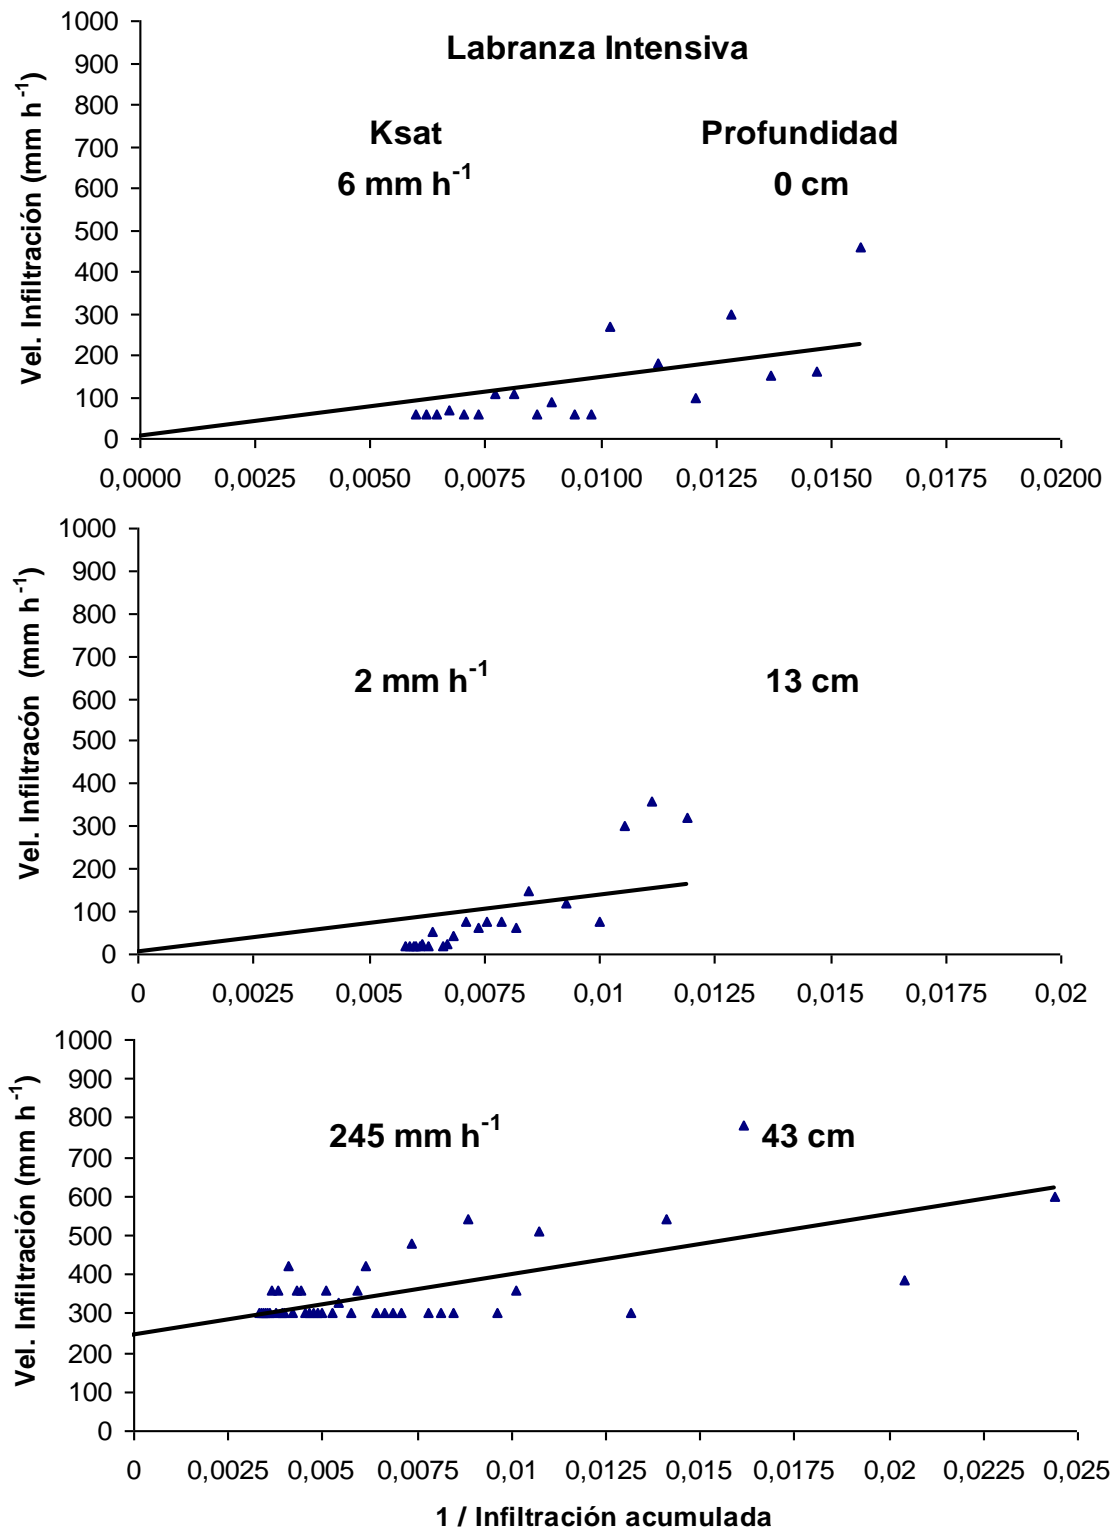 Labranza Intensiva
Ksat Profundidad
6 mm h-1 0 cm
Vel. Infiltración (mm h-1)
1000
900
800
700
600
500
400
300
200
100
0
0,0000 0,0025 0,0050 0,0075 0,0100 0,0125 0,0150 0,0175 0,0200
2 mm h-1 13 cm
Vel. Infiltracón (mm h-1)
1000
900
800
700
600
500
400
300
200
100
0
0 0,0025 0,005 0,0075 0,01 0,0125 0,015 0,0175 0,02
245 mm h-1 43 cm
Vel. Infiltración (mm h-1)
1000
900
800
700
600
500
400
300
200
100
0
0 0,0025 0,005 0,0075 0,01 0,0125 0,015 0,0175 0,02 0,0225 0,025
1 / Infiltración acumulada